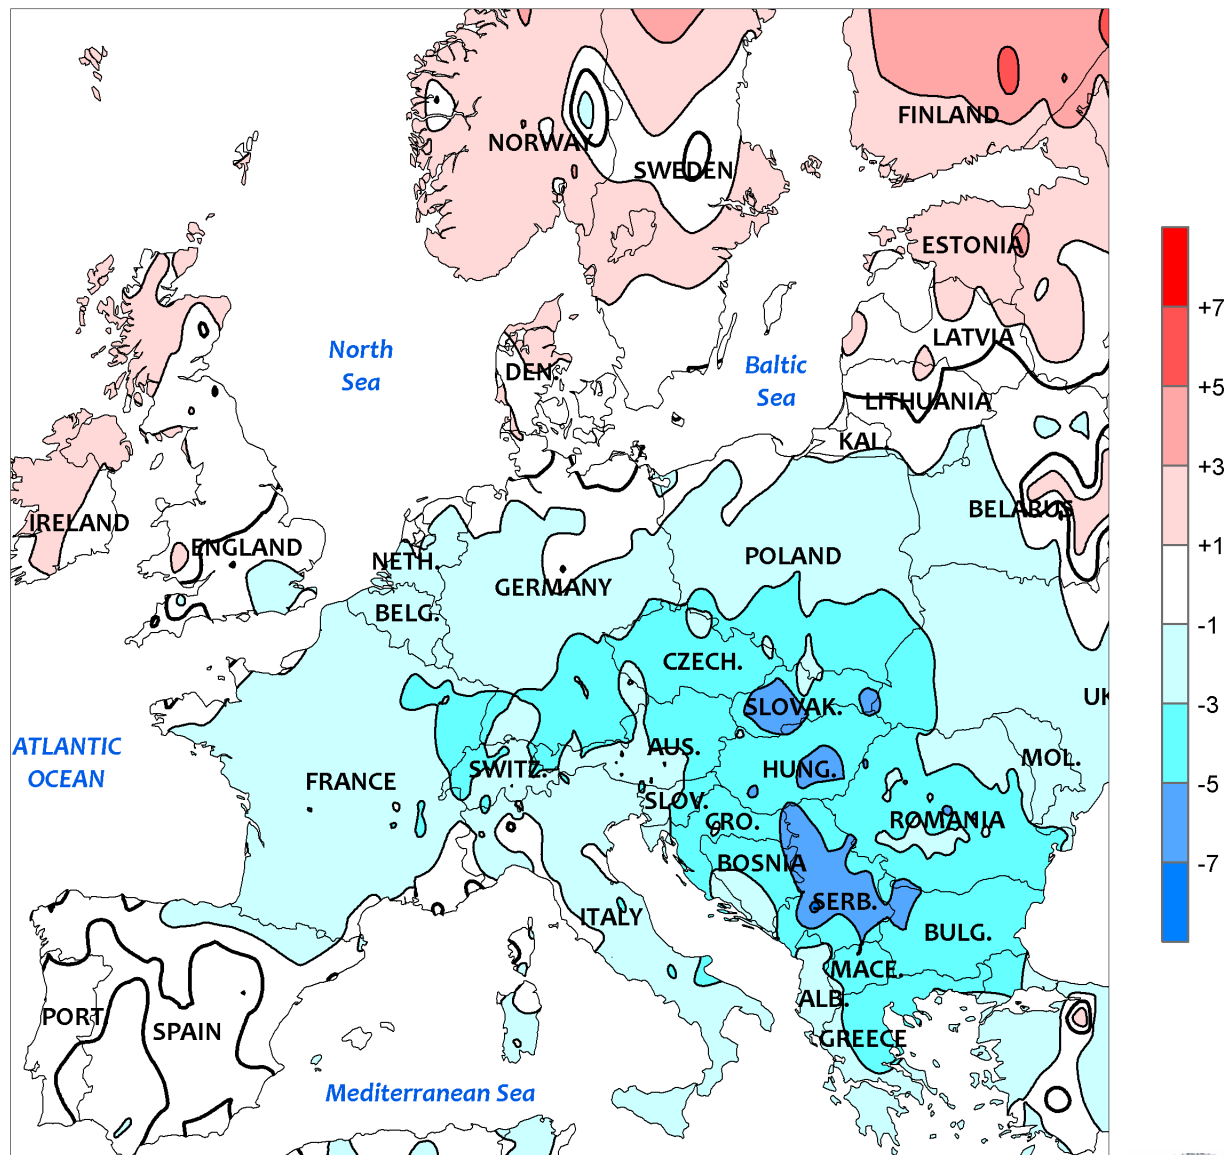 FINLAND
NORWAY
SWEDEN
ESTONIA
LATVIA
North
Sea
Baltic
Sea
DEN.
LITHUANIA
KAL.
IRELAND
ENGLAND
BELARUS
NETH.
GERMANY
POLAND
BELG.
CZECH.
UK
SLOVAK.
ATLANTIC
OCEAN
AUS.
MOL.
FRANCE
SWITZ.
HUNG.
SLOV.
CRO.
ROMANIA
BOSNIA
SERB.
ITALY
BULG.
MACE.
ALB.
PORT
SPAIN
GREECE
Mediterranean Sea
+7
+5
+3
+1
-1
-3
-5
-7